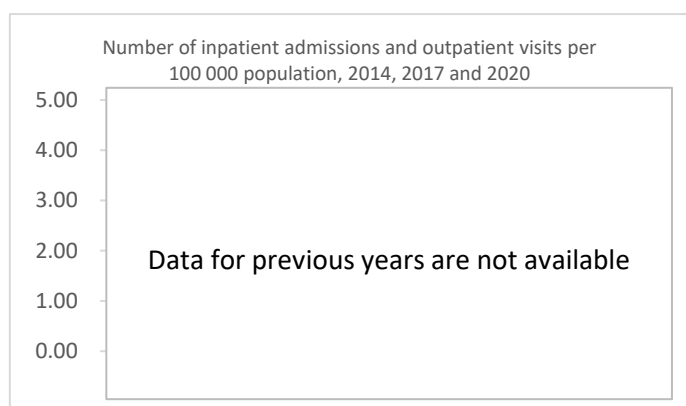 Number of inpatient admissions and outpatient visits per
100 000 population, 2014, 2017 and 2020
5.00
4.00
3.00
2.00
Data for previous years are not available
1.00
0.00